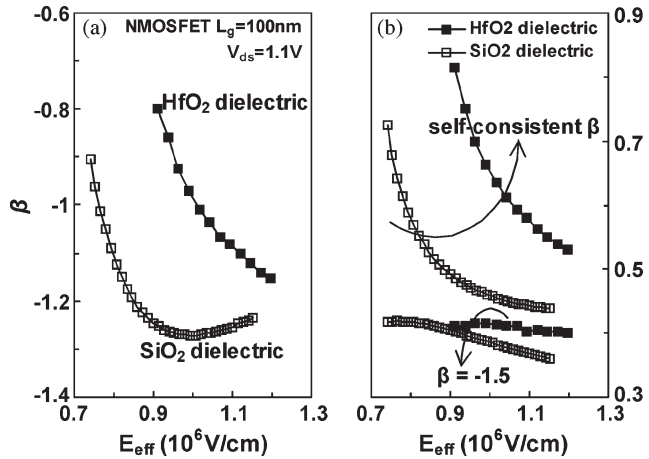 (a)
NMOSFET Lg=100nm
Vds=1.1V
HfO2 dielectric
SiO2 dielectric
β
-0.6
-0.8
-1
-1.2
-1.4
0.7 0.9 1.1 1.3
Eeff (10^6V/cm)
(b)
HfO2 dielectric
SiO2 dielectric
self-consistent β
β = -1.5
0.9
0.7
0.5
0.3
0.7 0.9 1.1 1.3
Eeff (10^6V/cm)